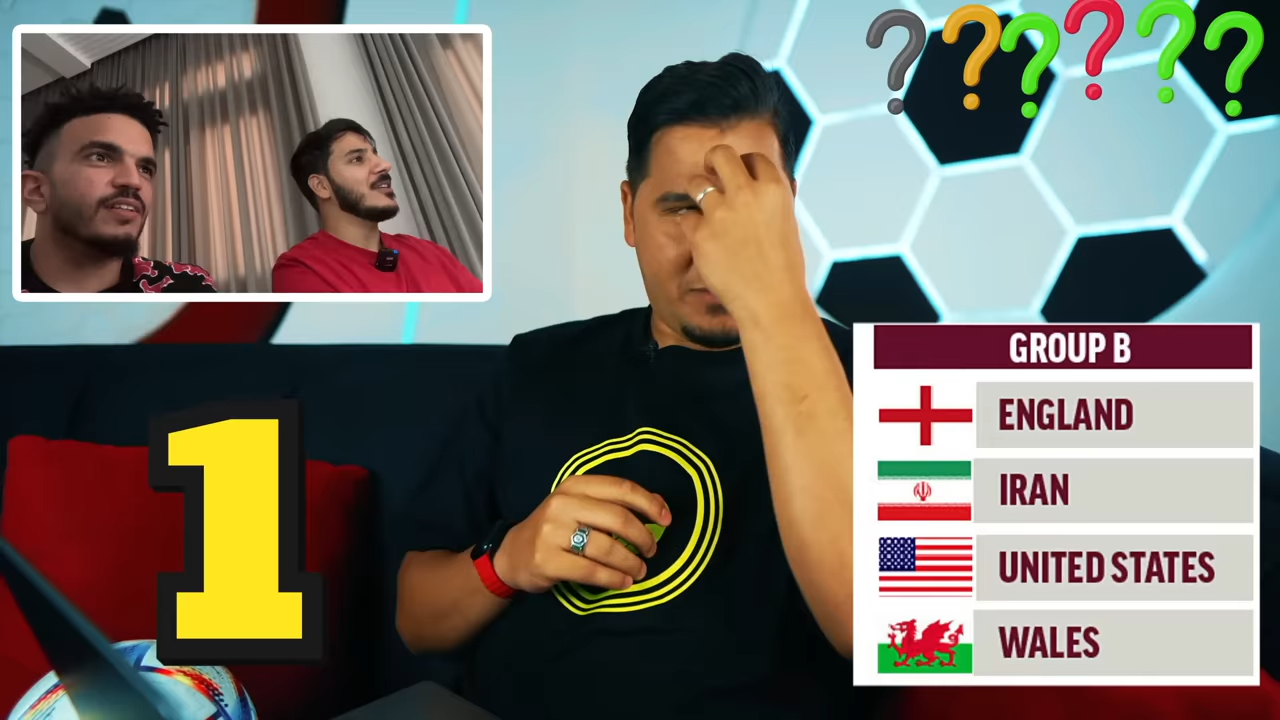 ? ? ? ? ? ?
1
GROUP B
ENGLAND
IRAN
UNITED STATES
WALES